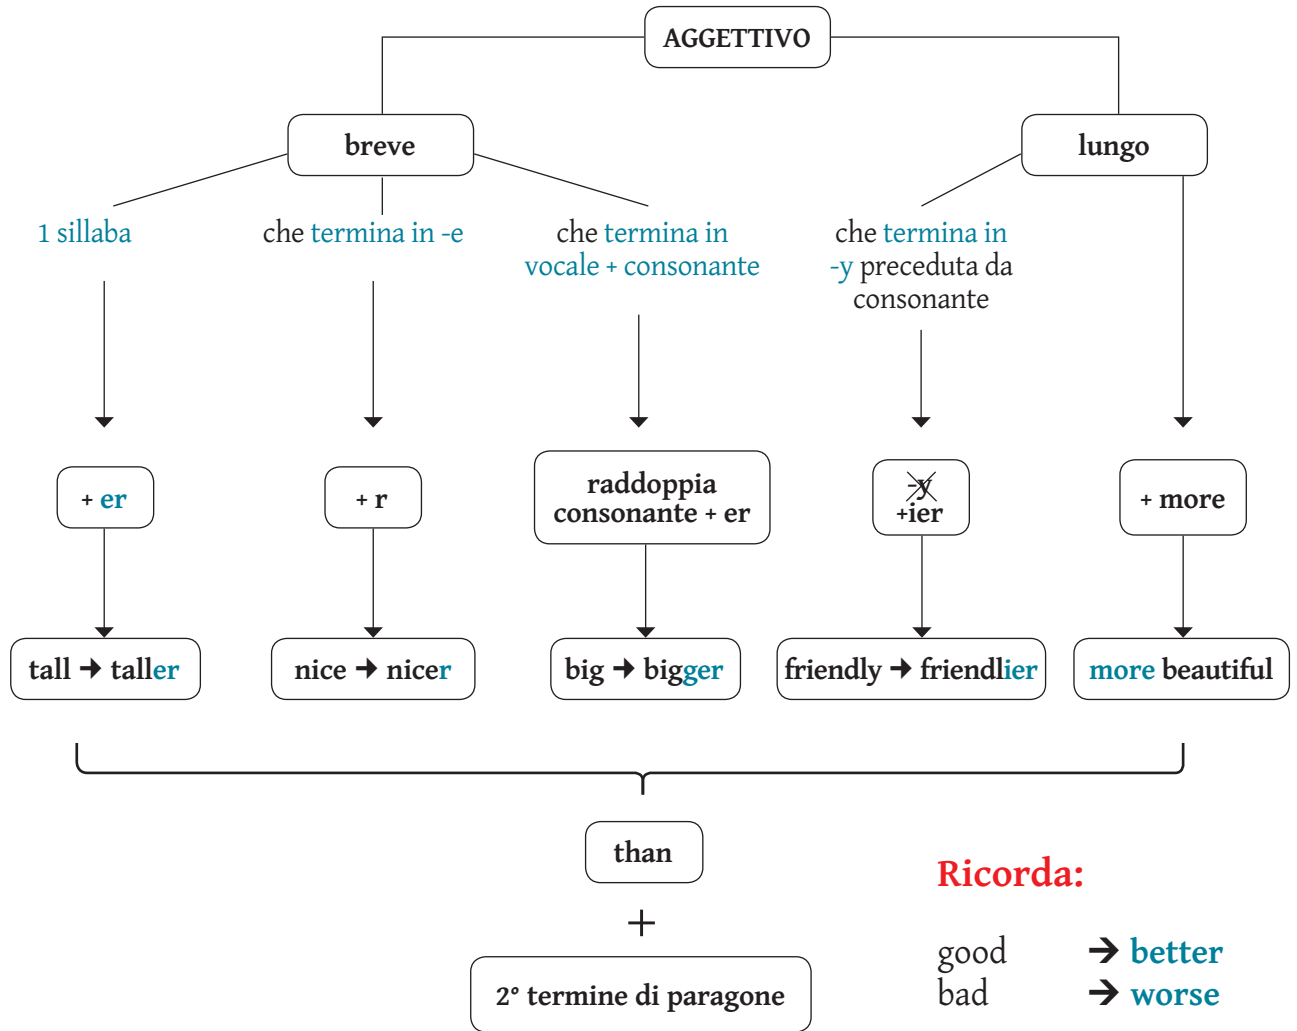 AGGETTIVO
breve
lungo
1 sillaba
che termina in -e
che termina in
vocale + consonante
che termina in
-y preceduta da
consonante
+ er
+ r
raddoppia
consonante + er
-y
+ier
+ more
tall → taller
nice → nicer
big → bigger
friendly → friendlier
more beautiful
than
+
2° termine di paragone
Ricorda:
good → better
bad → worse